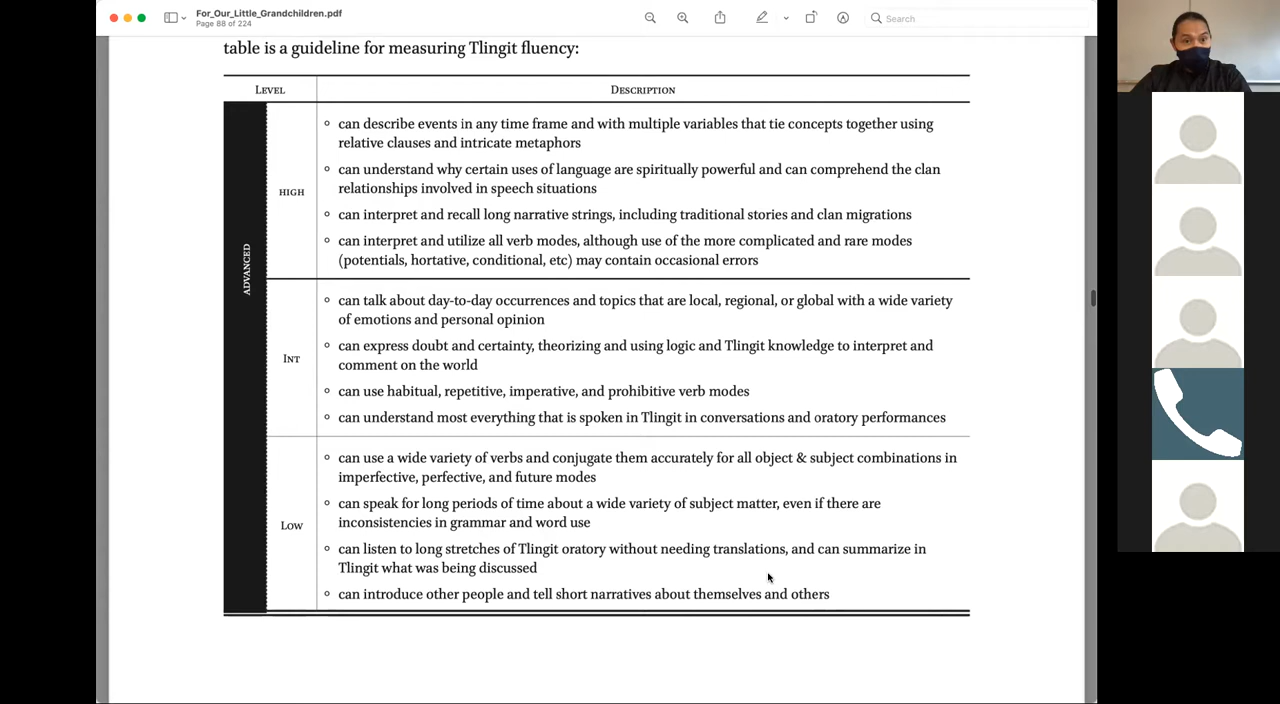 For_Our_Little_Grandchildren.pdf
Page 88 of 224
Search
table is a guideline for measuring Tlingit fluency:
Level
Description
ADVANCED
HIGH
can describe events in any time frame and with multiple variables that tie concepts together using
relative clauses and intricate metaphors
can understand why certain uses of language are spiritually powerful and can comprehend the clan
relationships involved in speech situations
can interpret and recall long narrative strings, including traditional stories and clan migrations
can interpret and utilize all verb modes, although use of the more complicated and rare modes
(potentials, hortative, conditional, etc) may contain occasional errors
Int
can talk about day-to-day occurrences and topics that are local, regional, or global with a wide variety
of emotions and personal opinion
can express doubt and certainty, theorizing and using logic and Tlingit knowledge to interpret and
comment on the world
can use habitual, repetitive, imperative, and prohibitive verb modes
can understand most everything that is spoken in Tlingit in conversations and oratory performances
Low
can use a wide variety of verbs and conjugate them accurately for all object & subject combinations in
imperfective, perfective, and future modes
can speak for long periods of time about a wide variety of subject matter, even if there are
inconsistencies in grammar and word use
can listen to long stretches of Tlingit oratory without needing translations, and can summarize in
Tlingit what was being discussed
can introduce other people and tell short narratives about themselves and others